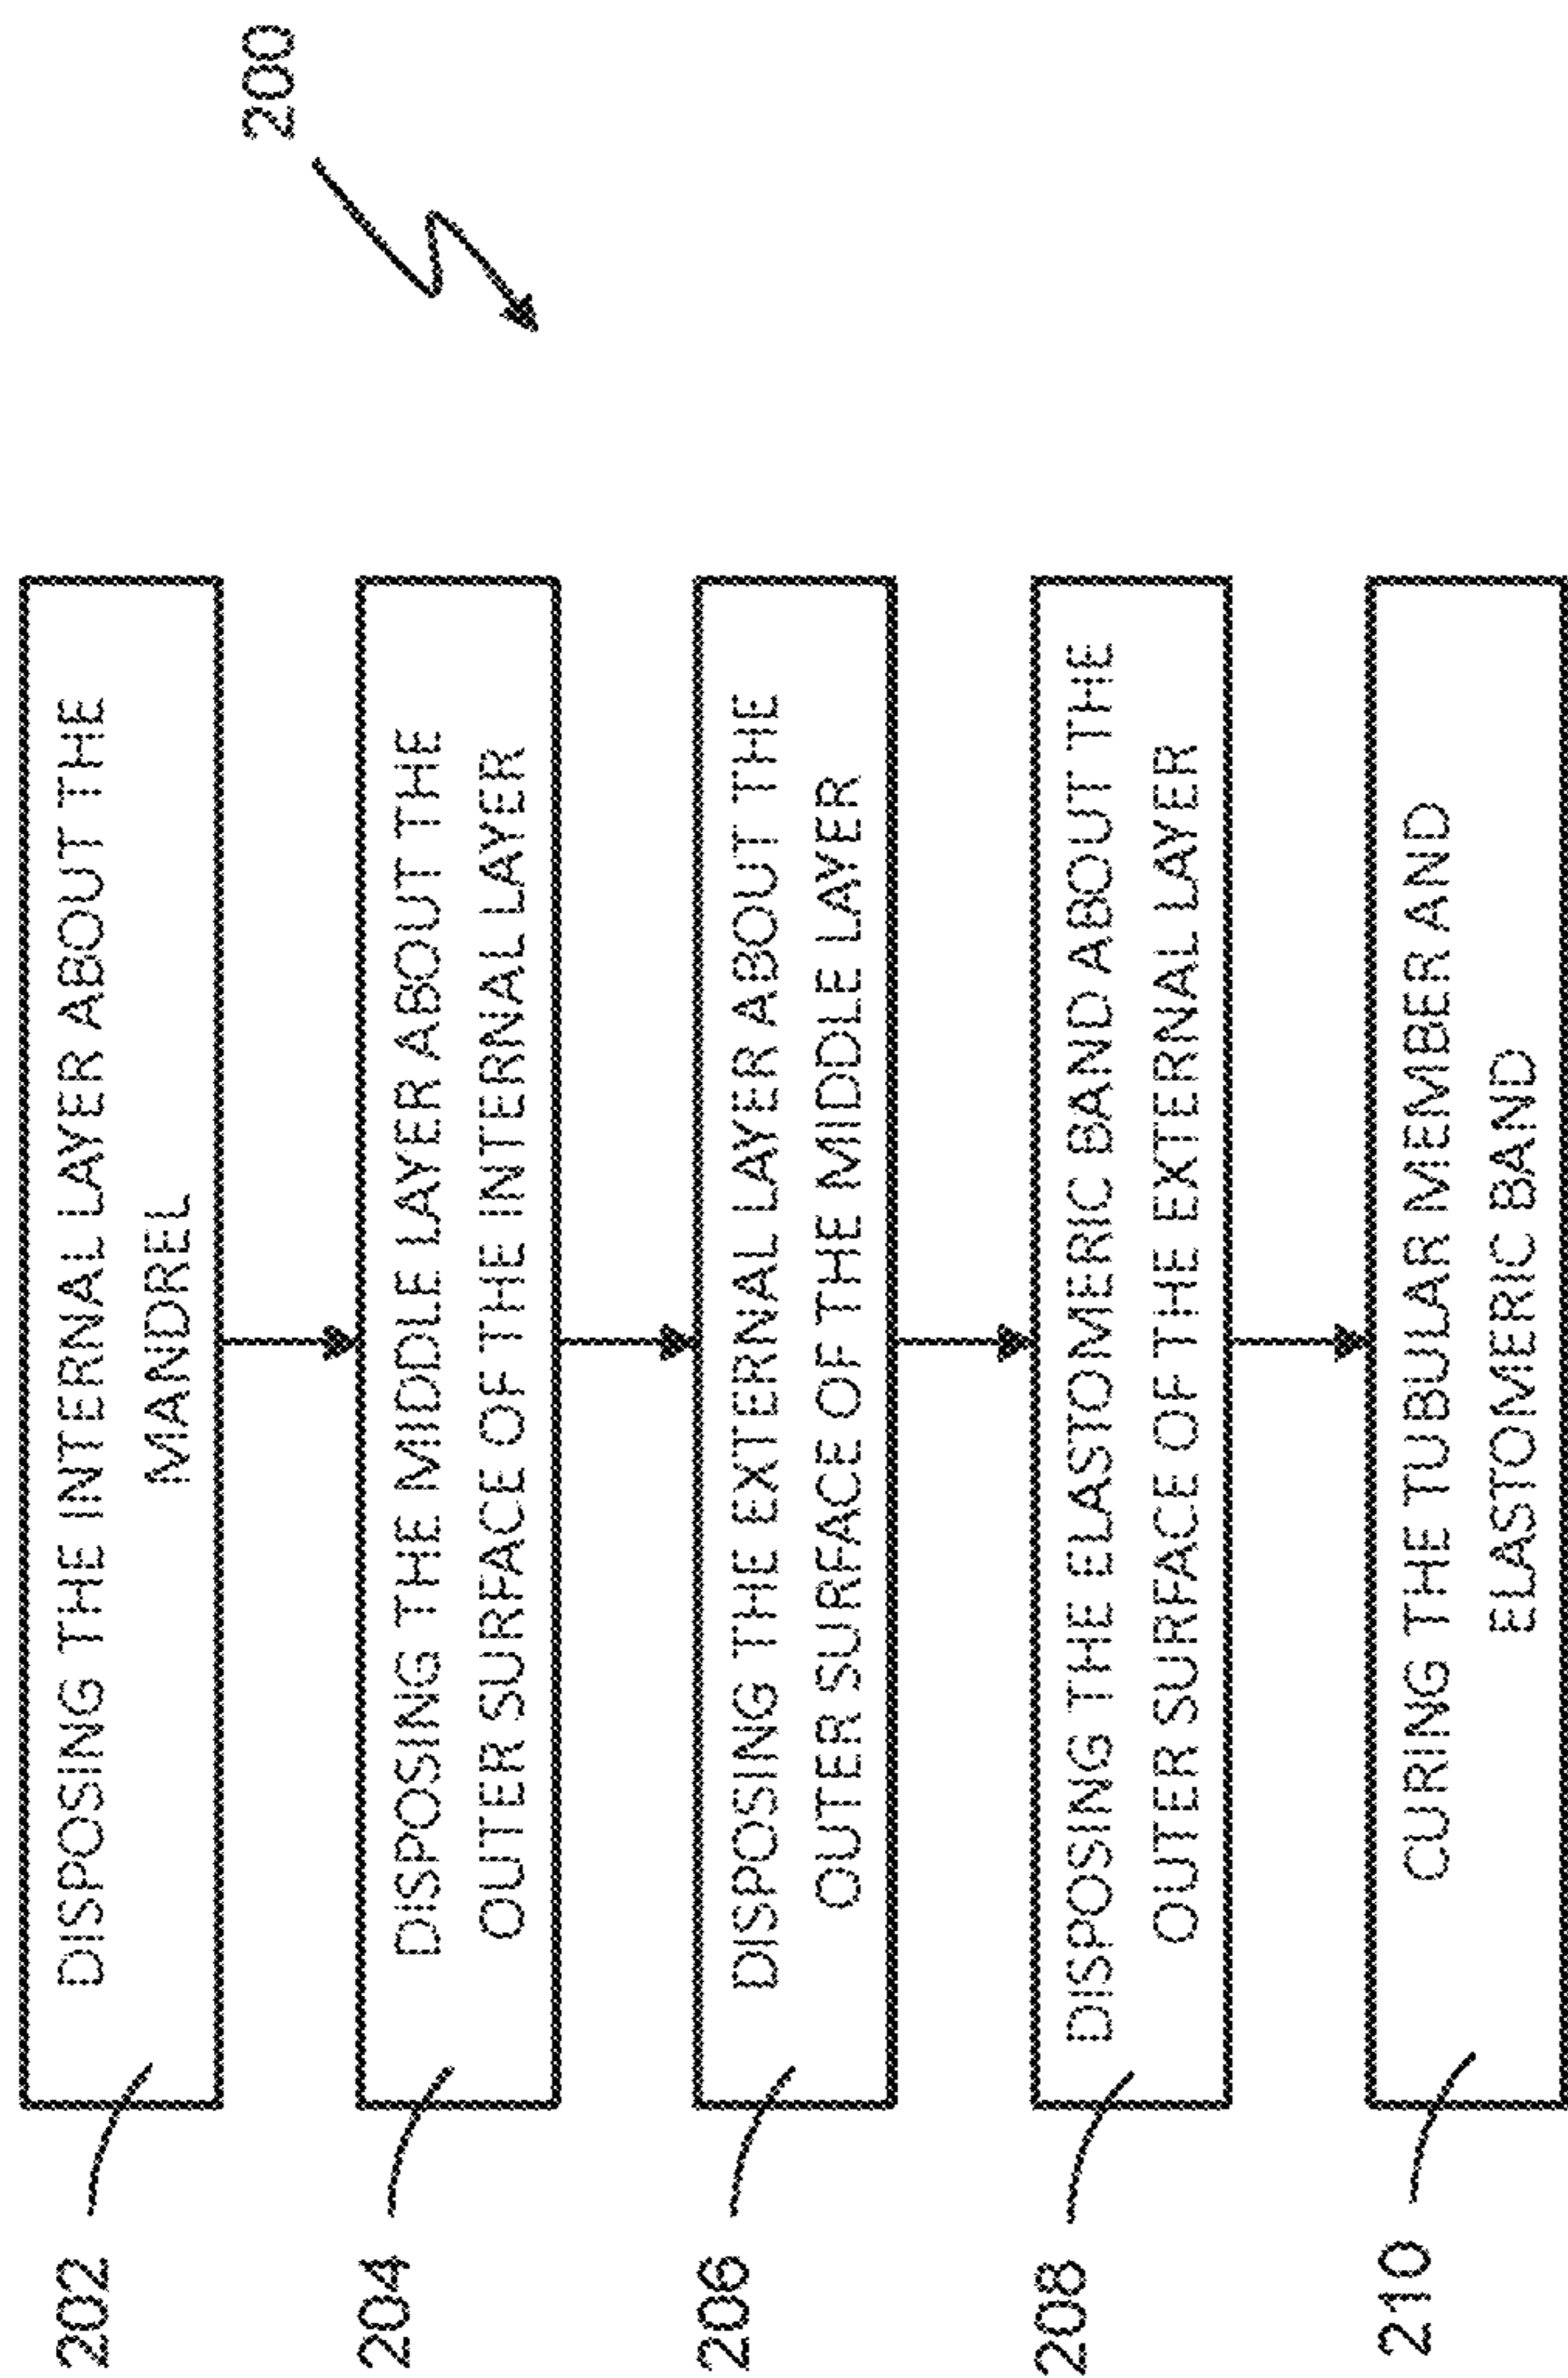 200
202
DISPOSING THE INTERNAL LAYER ABOUT THE
MANDREL
204
DISPOSING THE MIDDLE LAYER ABOUT THE
OUTER SURFACE OF THE INTERNAL LAYER
206
DISPOSING THE EXTERNAL LAYER ABOUT THE
OUTER SURFACE OF THE MIDDLE LAYER
208
DISPOSING THE ELASTOMERIC BAND ABOUT THE
OUTER SURFACE OF THE EXTERNAL LAYER
210
CURING THE TUBULAR MEMBER AND
ELASTOMERIC BAND